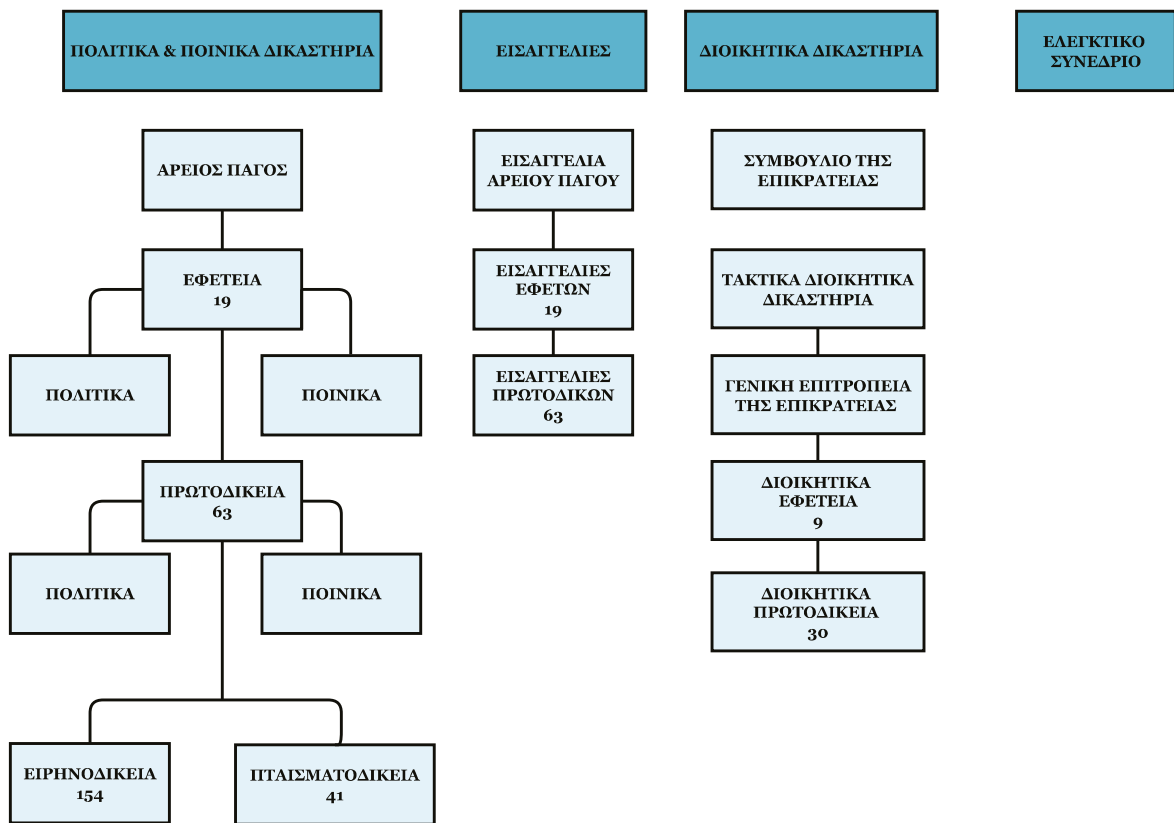 ΠΟΛΙΤΙΚΑ & ΠΟΙΝΙΚΑ ΔΙΚΑΣΤΗΡΙΑ
ΑΡΕΙΟΣ ΠΑΓΟΣ
ΕΦΕΤΕΙΑ
19
ΠΟΛΙΤΙΚΑ
ΠΟΙΝΙΚΑ
ΠΡΩΤΟΔΙΚΕΙΑ
63
ΠΟΛΙΤΙΚΑ
ΠΟΙΝΙΚΑ
ΕΙΡΗΝΟΔΙΚΕΙΑ
154
ΠΤΑΙΣΜΑΤΟΔΙΚΕΙΑ
41
ΕΙΣΑΓΓΕΛΙΕΣ
ΕΙΣΑΓΓΕΛΙΑ
ΑΡΕΙΟΥ ΠΑΓΟΥ
ΕΙΣΑΓΓΕΛΙΕΣ
ΕΦΕΤΩΝ
19
ΕΙΣΑΓΓΕΛΙΕΣ
ΠΡΩΤΟΔΙΚΩΝ
63
ΔΙΟΙΚΗΤΙΚΑ ΔΙΚΑΣΤΗΡΙΑ
ΣΥΜΒΟΥΛΙΟ ΤΗΣ
ΕΠΙΚΡΑΤΕΙΑΣ
ΤΑΚΤΙΚΑ ΔΙΟΙΚΗΤΙΚΑ
ΔΙΚΑΣΤΗΡΙΑ
ΓΕΝΙΚΗ ΕΠΙΤΡΟΠΕΙΑ
ΤΗΣ ΕΠΙΚΡΑΤΕΙΑΣ
ΔΙΟΙΚΗΤΙΚΑ
ΕΦΕΤΕΙΑ
9
ΔΙΟΙΚΗΤΙΚΑ
ΠΡΩΤΟΔΙΚΕΙΑ
30
ΕΛΕΓΚΤΙΚΟ
ΣΥΝΕΔΡΙΟ